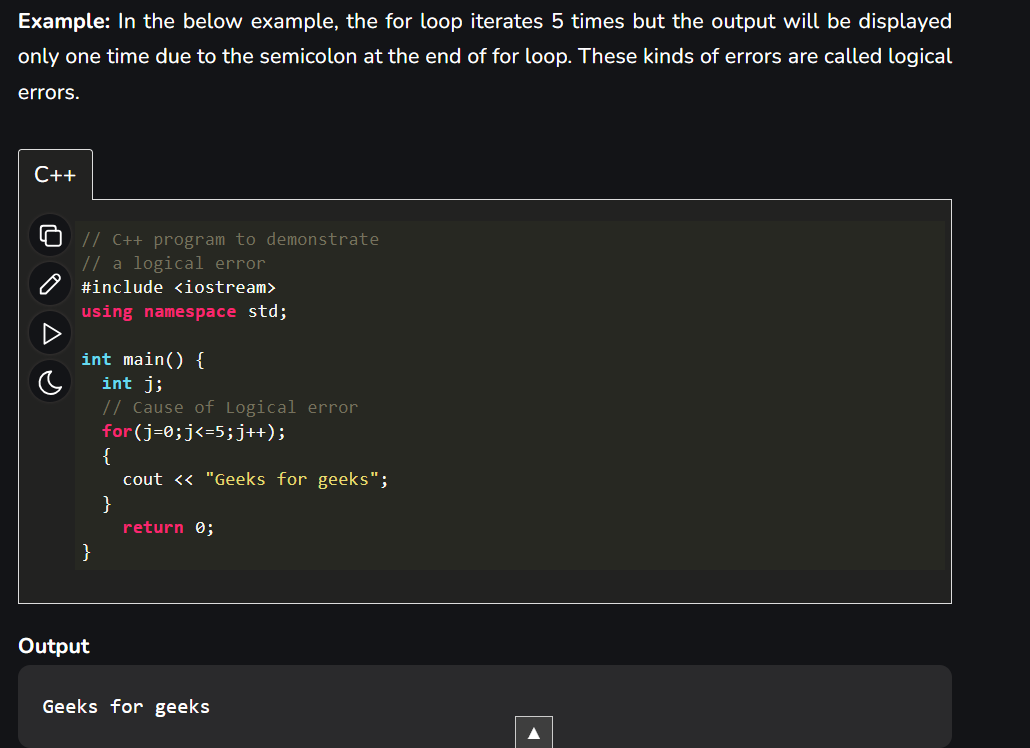 Example: In the below example, the for loop iterates 5 times but the output will be displayed
only one time due to the semicolon at the end of for loop. These kinds of errors are called logical
errors.
C++
// C++ program to demonstrate
// a logical error
#include <iostream>
using namespace std;

int main() {
  int j;
  // Cause of Logical error
  for(j=0;j<=5;j++);
  {
    cout << "Geeks for geeks";
  }
    return 0;
}
Output
Geeks for geeks